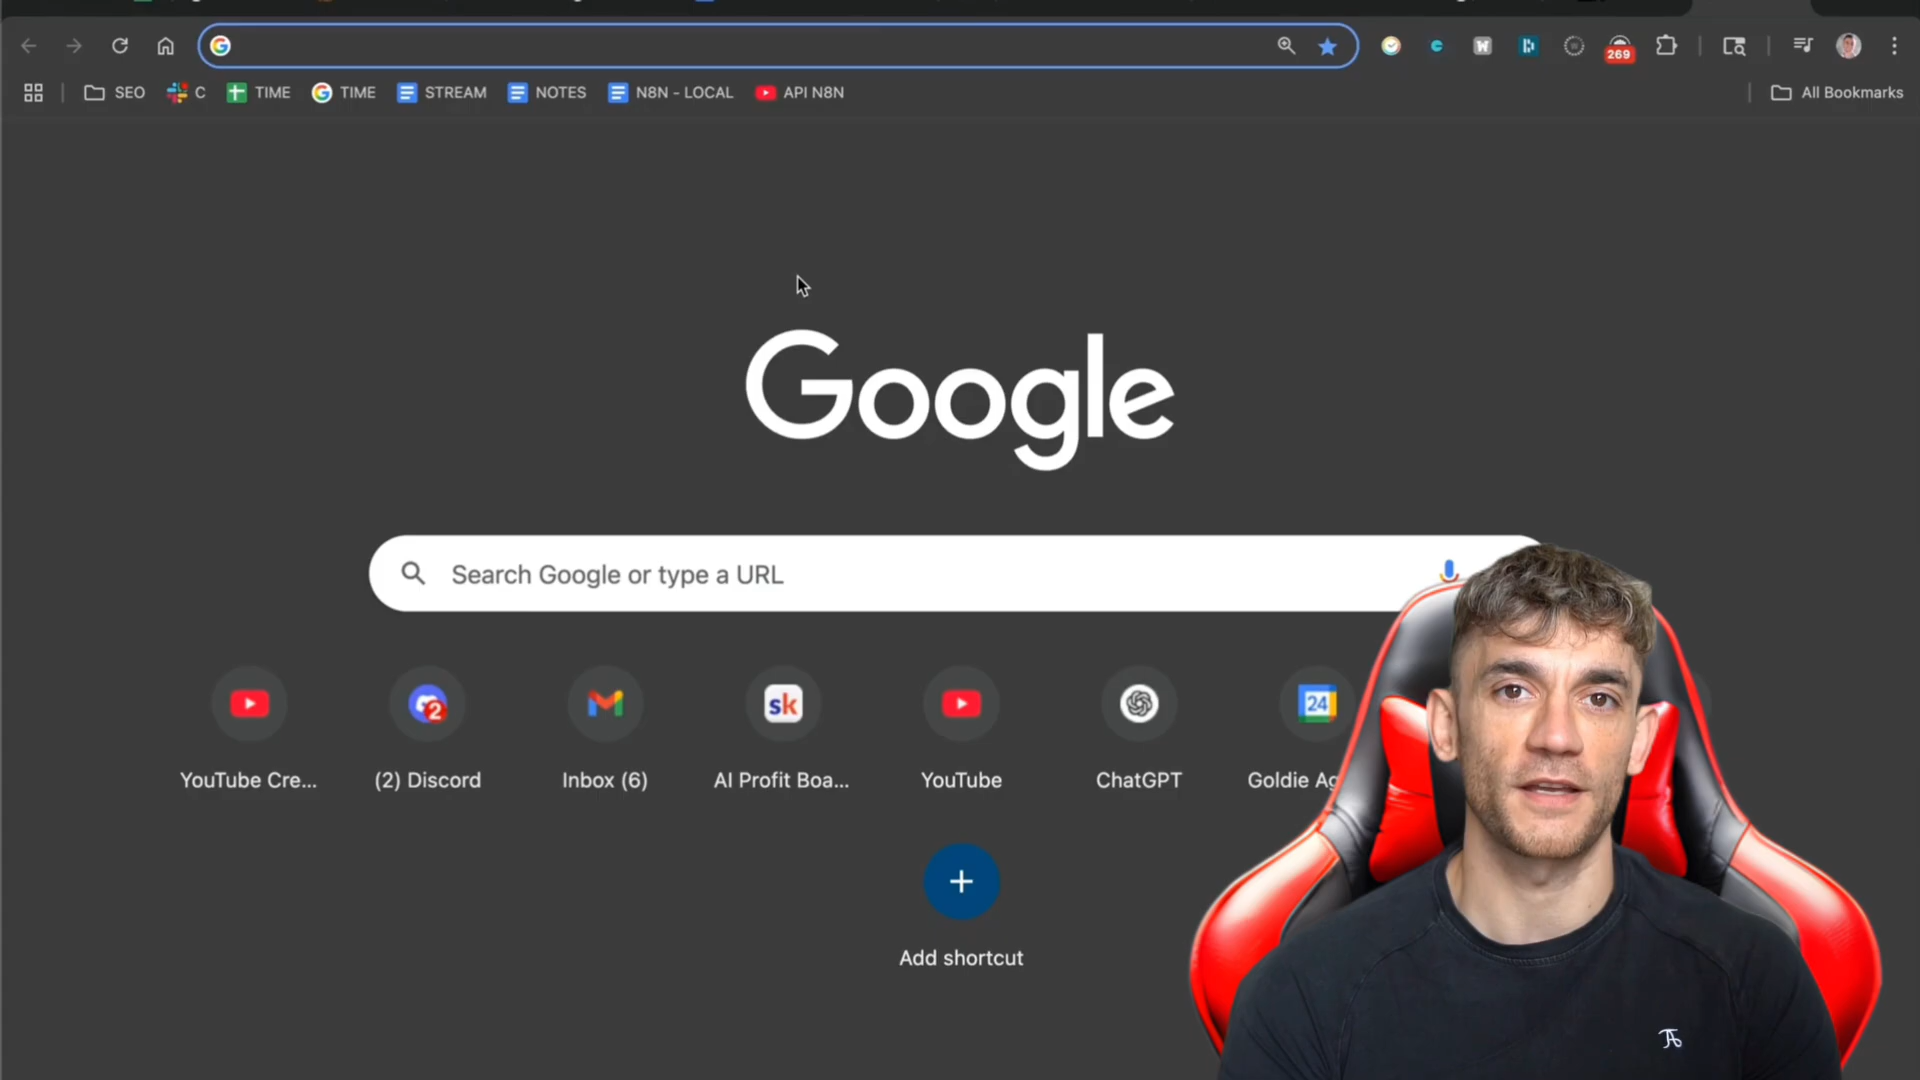 269
SEO
C
TIME
TIME
STREAM
NOTES
N8N - LOCAL
API N8N
All Bookmarks
Google
Search Google or type a URL
YouTube Cre...
(2) Discord
Inbox (6)
AI Profit Boa...
YouTube
ChatGPT
Goldie Ag
2
sk
24
Add shortcut